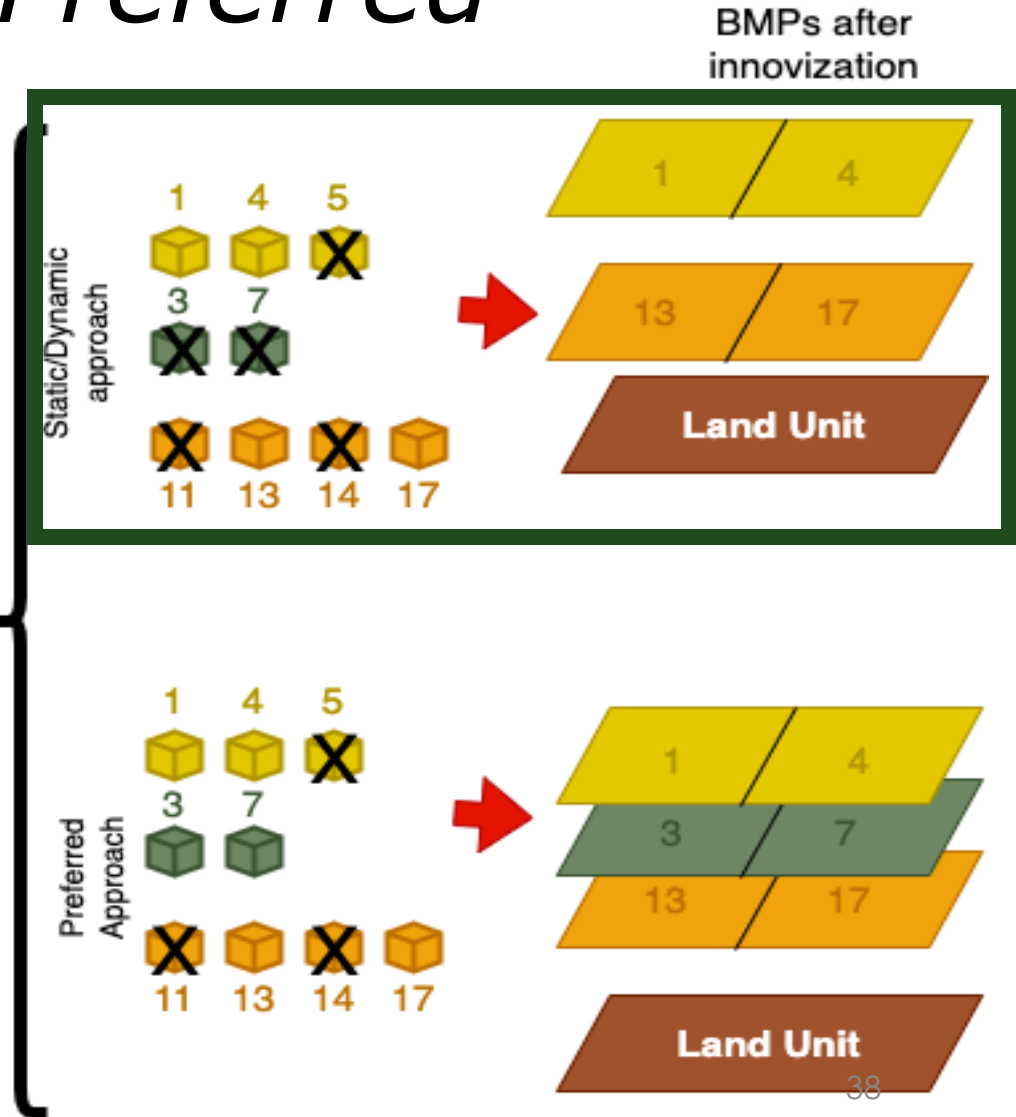 Preferred
BMPs after
innovization
Static/Dynamic
approach
1 4 5
X
3 7
X X
X X
11 13 14 17
1 4
13 17
Land Unit
Preferred
Approach
1 4 5
X
3 7
X X
11 13 14 17
1 4
3 7
13 17
Land Unit
38